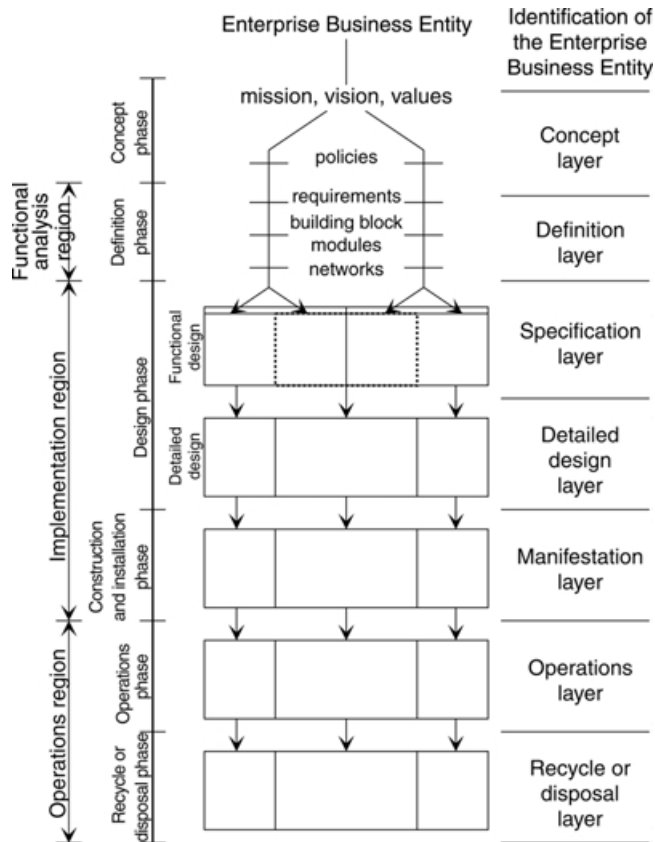 Enterprise Business Entity
Identification of
the Enterprise
Business Entity
mission, vision, values
Concept
phase
policies
Concept
layer
Functional
analysis
region
Definition
phase
requirements
building block
modules
networks
Definition
layer
Implementation region
Design phase
Functional
design
Specification
layer
Detailed
design
Detailed
design
layer
Construction
and installation
phase
Manifestation
layer
Operations region
Operations
phase
Operations
layer
Recycle or
disposal phase
Recycle or
disposal
layer